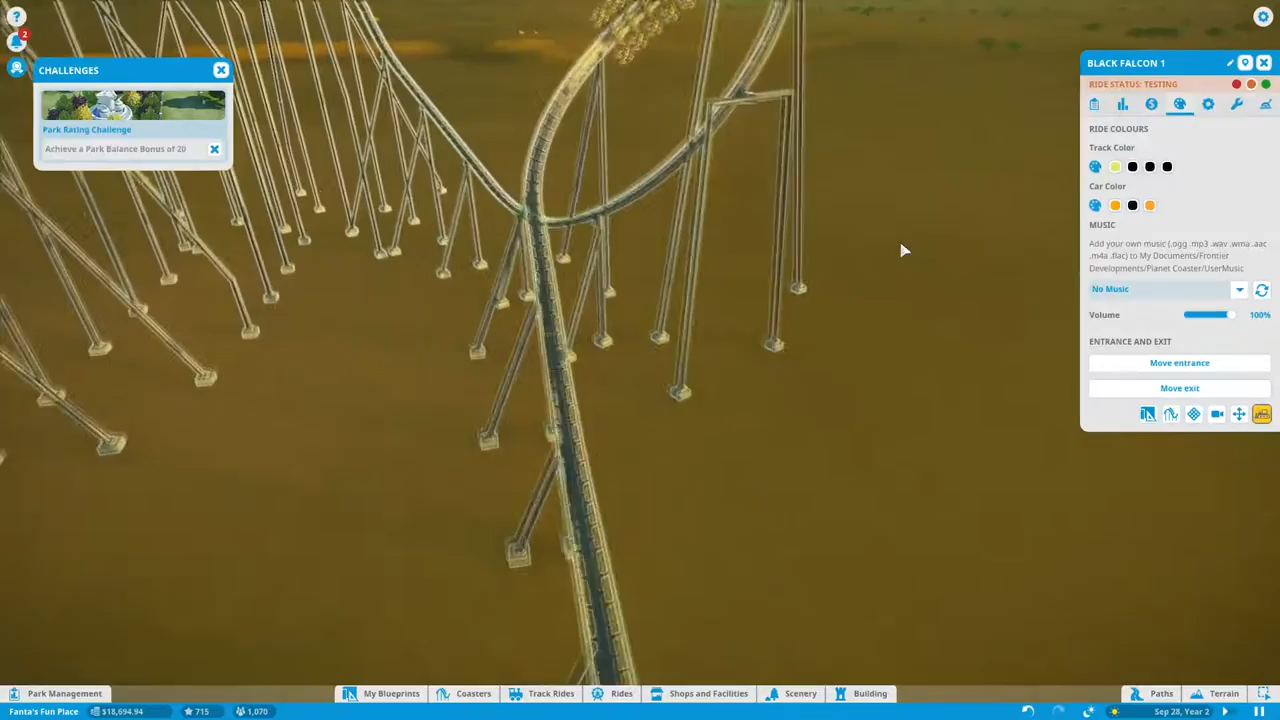 ?
2
CHALLENGES
Park Rating Challenge
Achieve a Park Balance Bonus of 20
BLACK FALCON 1
RIDE STATUS: TESTING
RIDE COLOURS
Track Color
Car Color
MUSIC
Add your own music (.ogg .mp3 .wav .wma .aac
.m4a .flac) to My Documents/Frontier
Developments/Planet Coaster/UserMusic
No Music
Volume 100%
ENTRANCE AND EXIT
Move entrance
Move exit
Park Management My Blueprints Coasters Track Rides Rides Shops and Facilities Scenery Building Paths Terrain
Fanta's Fun Place $18,694.94 715 1,070 Sep 28, Year 2